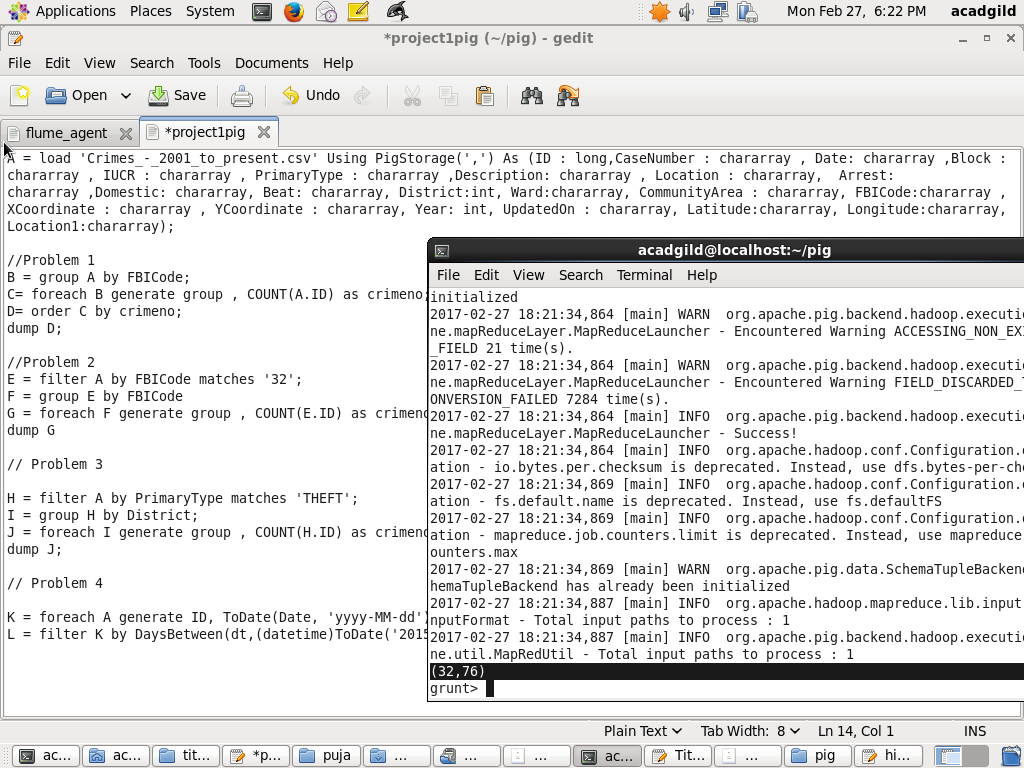 Applications Places System Mon Feb 27, 6:22 PM acadgild
*project1pig (~/pig) - gedit
File Edit View Search Tools Documents Help
Open Save Undo
flume_agent *project1pig
A = load 'Crimes_-_2001_to_present.csv' Using PigStorage(',') As (ID : long,CaseNumber : chararray , Date: chararray ,Block :
chararray , IUCR : chararray , PrimaryType : chararray ,Description: chararray , Location : chararray,  Arrest:
chararray ,Domestic: chararray, Beat: chararray, District:int, Ward:chararray, CommunityArea : chararray, FBICode:chararray ,
XCoordinate : chararray , YCoordinate : chararray, Year: int, UpdatedOn : chararray, Latitude:chararray, Longitude:chararray,
Location1:chararray);
//Problem 1
B = group A by FBICode;
C= foreach B generate group , COUNT(A.ID) as crimeno;
D= order C by crimeno;
dump D;
//Problem 2
E = filter A by FBICode matches '32';
F = group E by FBICode
G = foreach F generate group , COUNT(E.ID) as crimeno
dump G
// Problem 3
H = filter A by PrimaryType matches 'THEFT';
I = group H by District;
J = foreach I generate group , COUNT(H.ID) as crimeno
dump J;
// Problem 4
K = foreach A generate ID, ToDate(Date, 'yyyy-MM-dd')
L = filter K by DaysBetween(dt,(datetime)ToDate('2015
acadgild@localhost:~/pig
File Edit View Search Terminal Help
initialized
2017-02-27 18:21:34,864 [main] WARN  org.apache.pig.backend.hadoop.executio
ne.mapReduceLayer.MapReduceLauncher - Encountered Warning ACCESSING_NON_EXI
_FIELD 21 time(s).
2017-02-27 18:21:34,864 [main] WARN  org.apache.pig.backend.hadoop.executio
ne.mapReduceLayer.MapReduceLauncher - Encountered Warning FIELD_DISCARDED_T
ONVERSION_FAILED 7284 time(s).
2017-02-27 18:21:34,864 [main] INFO  org.apache.pig.backend.hadoop.executio
ne.mapReduceLayer.MapReduceLauncher - Success!
2017-02-27 18:21:34,864 [main] INFO  org.apache.hadoop.conf.Configuration.d
ation - io.bytes.per.checksum is deprecated. Instead, use dfs.bytes-per-che
2017-02-27 18:21:34,869 [main] INFO  org.apache.hadoop.conf.Configuration.d
ation - fs.default.name is deprecated. Instead, use fs.defaultFS
2017-02-27 18:21:34,869 [main] INFO  org.apache.hadoop.conf.Configuration.d
ation - mapreduce.job.counters.limit is deprecated. Instead, use mapreduce.
ounters.max
2017-02-27 18:21:34,869 [main] WARN  org.apache.pig.data.SchemaTupleBackend
hemaTupleBackend has already been initialized
2017-02-27 18:21:34,887 [main] INFO  org.apache.hadoop.mapreduce.lib.input.
nputFormat - Total input paths to process : 1
2017-02-27 18:21:34,887 [main] INFO  org.apache.pig.backend.hadoop.executio
ne.util.MapRedUtil - Total input paths to process : 1
(32,76)
grunt>
Plain Text Tab Width: 8 Ln 14, Col 1 INS
ac... ac... tit... *p... puja ... ... ... ac... Tit... ... pig hi...